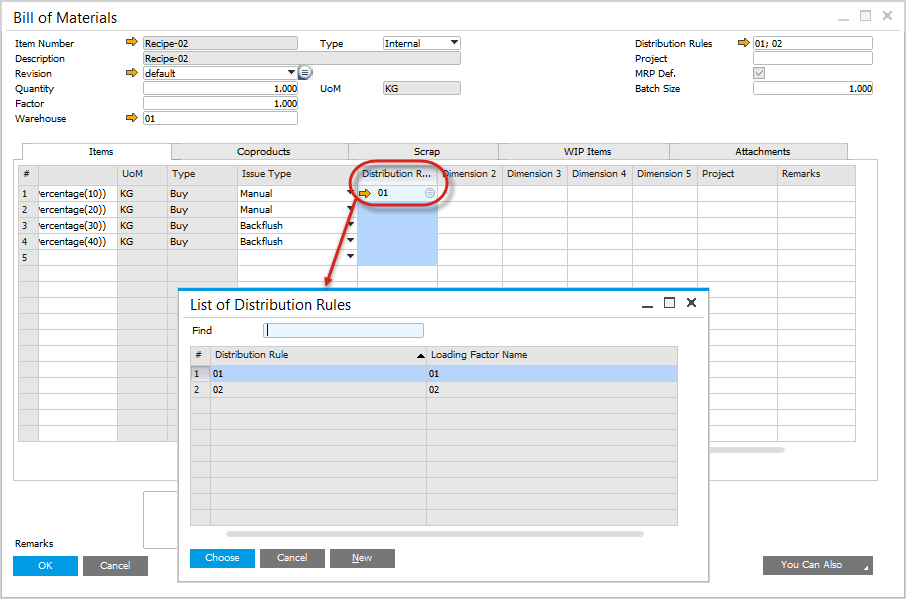 Bill of Materials
Item Number Recipe-02 Type Internal Distribution Rules 01; 02
Description Recipe-02 Project
Revision default MRP Def.
Quantity 1.000 UoM KG Batch Size 1.000
Factor 1.000
Warehouse 01
Items Coproducts Scrap WIP Items Attachments
# UoM Type Issue Type Distribution R... Dimension 2 Dimension 3 Dimension 4 Dimension 5 Project Remarks
1 ercentage(10)) KG Buy Manual 01
2 ercentage(20)) KG Buy Manual
3 ercentage(30)) KG Buy Backflush
4 ercentage(40)) KG Buy Backflush
5
List of Distribution Rules
Find
# Distribution Rule Loading Factor Name
1 01 01
2 02 02
Choose Cancel New
Remarks
OK Cancel You Can Also